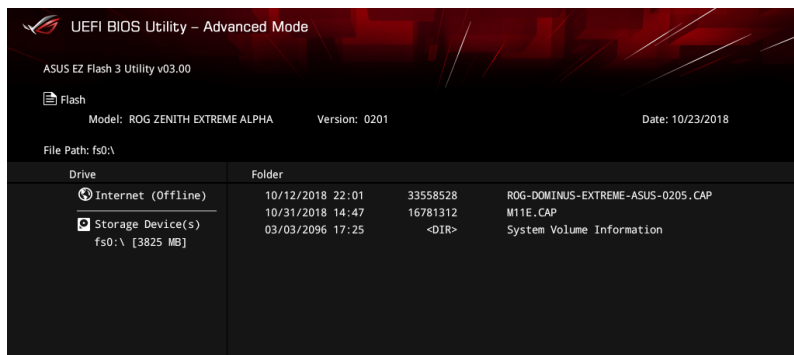 UEFI BIOS Utility – Advanced Mode
ASUS EZ Flash 3 Utility v03.00
Flash
Model: ROG ZENITH EXTREME ALPHA Version: 0201 Date: 10/23/2018
File Path: fs0:\
Drive Folder
Internet (Offline) 10/12/2018 22:01 33558528 ROG-DOMINUS-EXTREME-ASUS-0205.CAP
10/31/2018 14:47 16781312 M11E.CAP
Storage Device(s) 03/03/2096 17:25 <DIR> System Volume Information
fs0:\ [3825 MB]